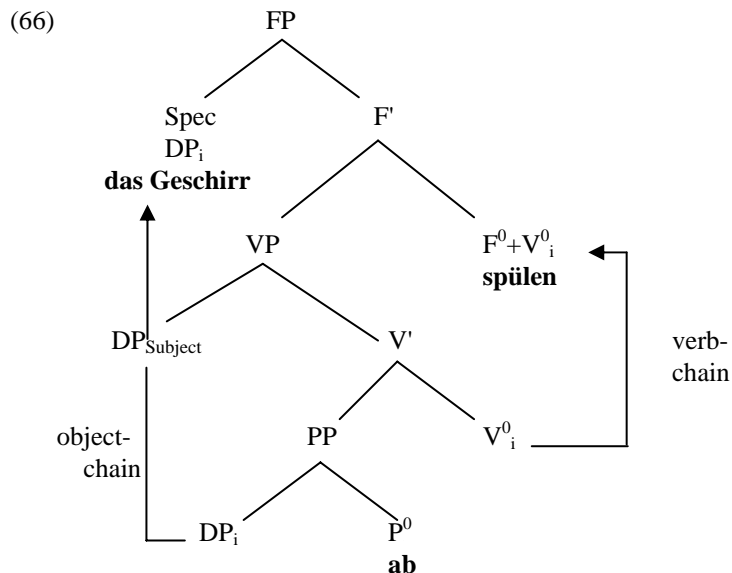 (66)
FP
Spec F'
DPi
das Geschirr
VP F0+V0i
spülen
DPSubject V'
verb-
chain
object-
chain
PP V0i
DPi P0
ab